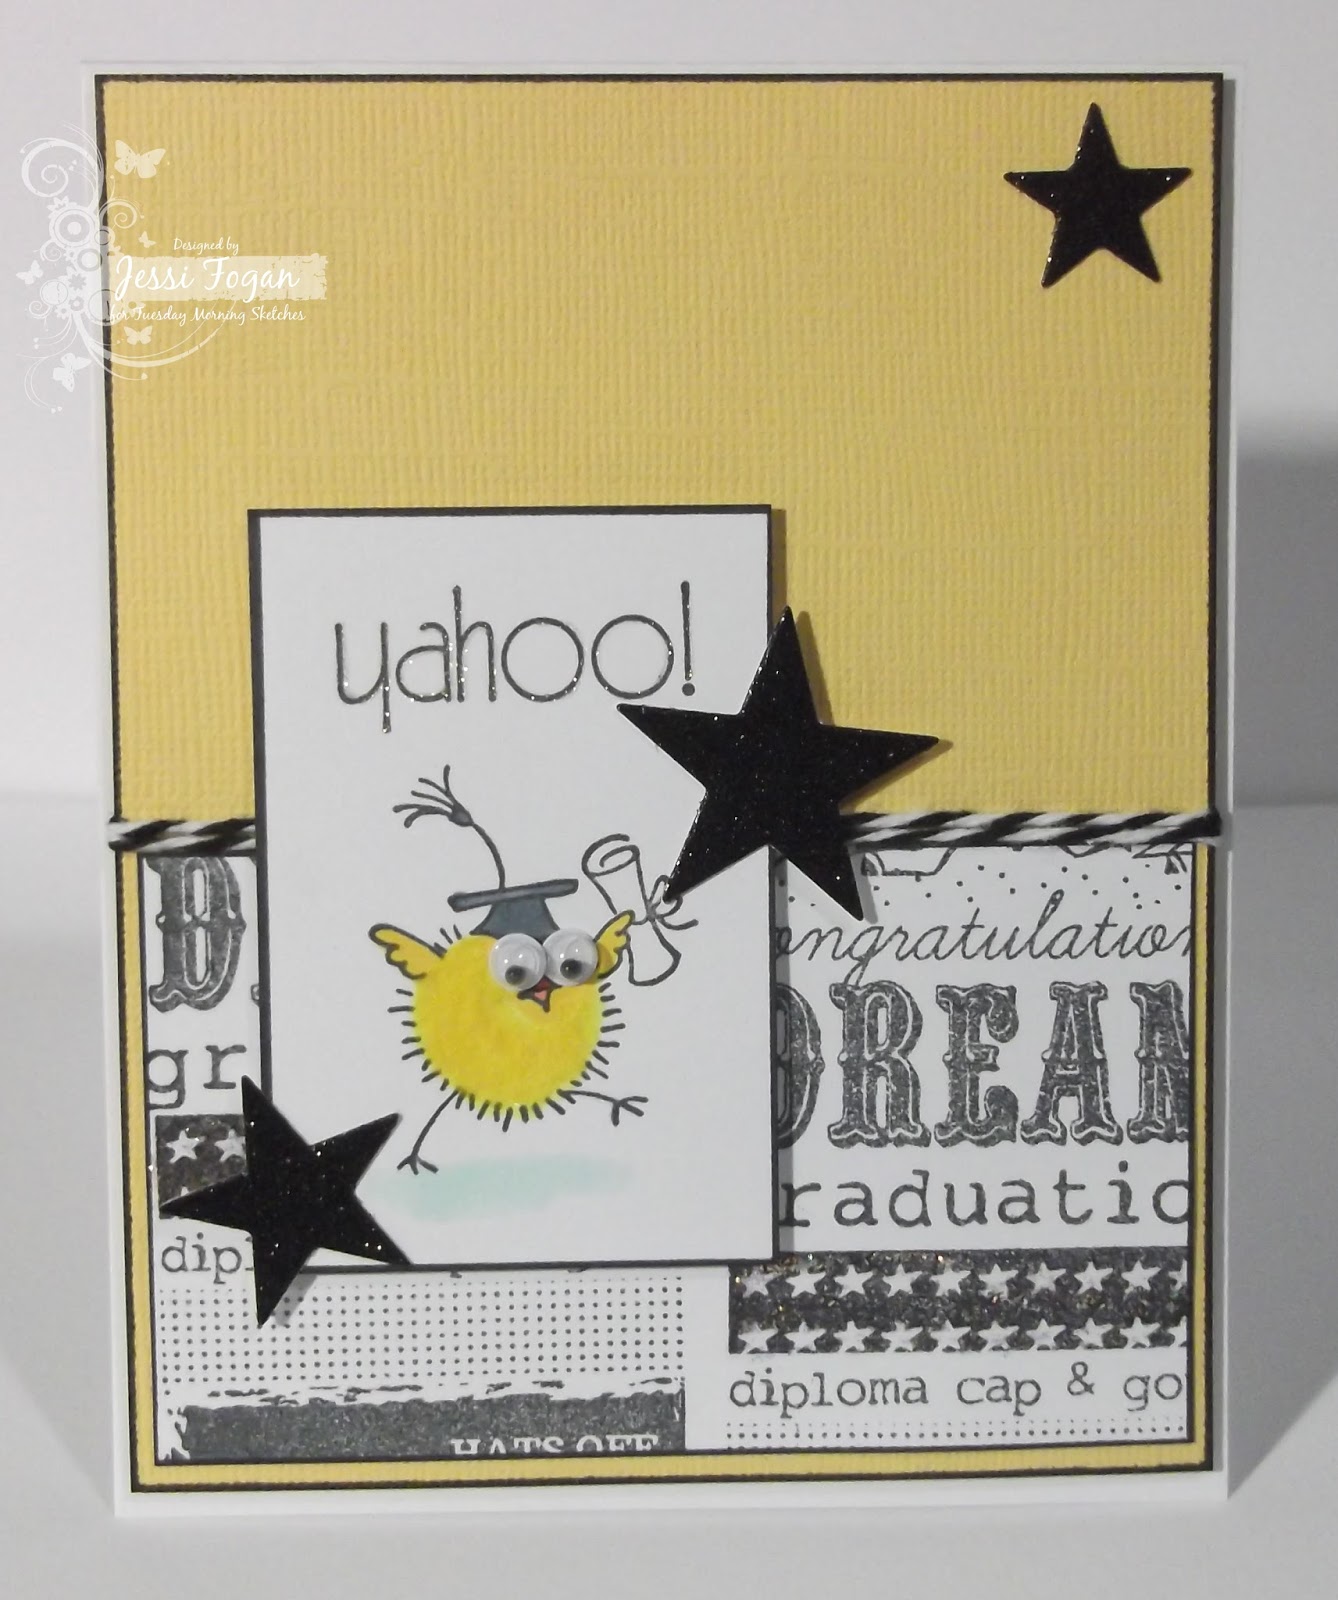 Designed by
Jessi Fogan
for Tuesday Morning Sketches
yahoo!
D
ongratulation
DREAM
gr
raduatio
dipl
diploma cap & go
HATS OFF